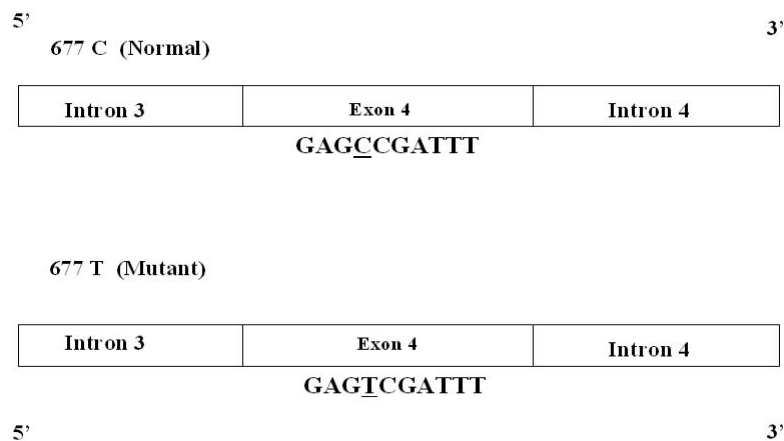 5’ 3’
677 C (Normal)
Intron 3 Exon 4 Intron 4
GAGCCGATTT
677 T (Mutant)
Intron 3 Exon 4 Intron 4
GAGTCGATTT
5’ 3’